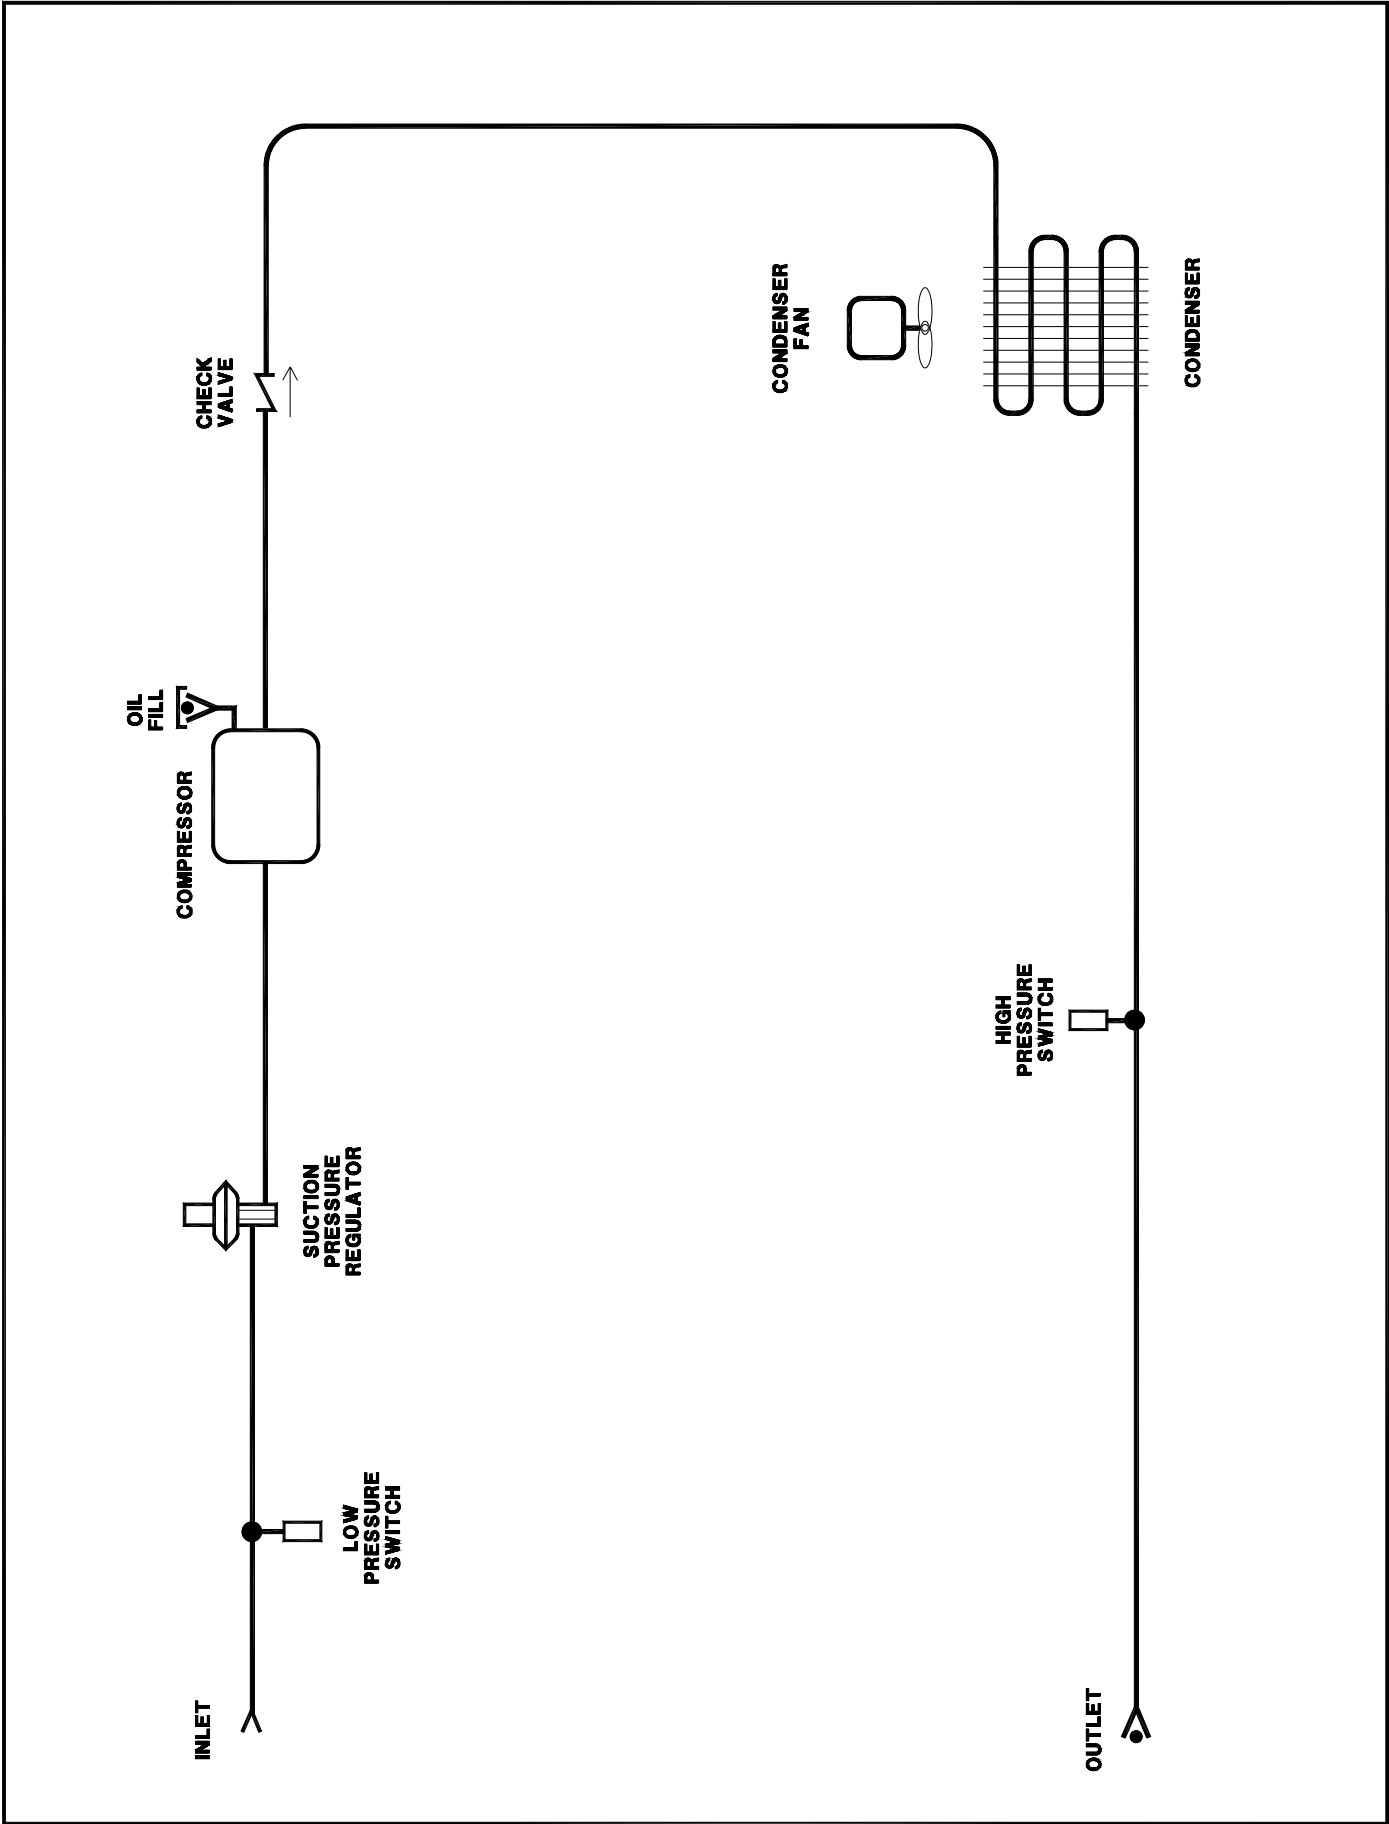 OIL
FILL
COMPRESSOR
INLET
CHECK
VALVE
SUCTION
PRESSURE
REGULATOR
LOW
PRESSURE
SWITCH
CONDENSER
FAN
HIGH
PRESSURE
SWITCH
OUTLET
CONDENSER